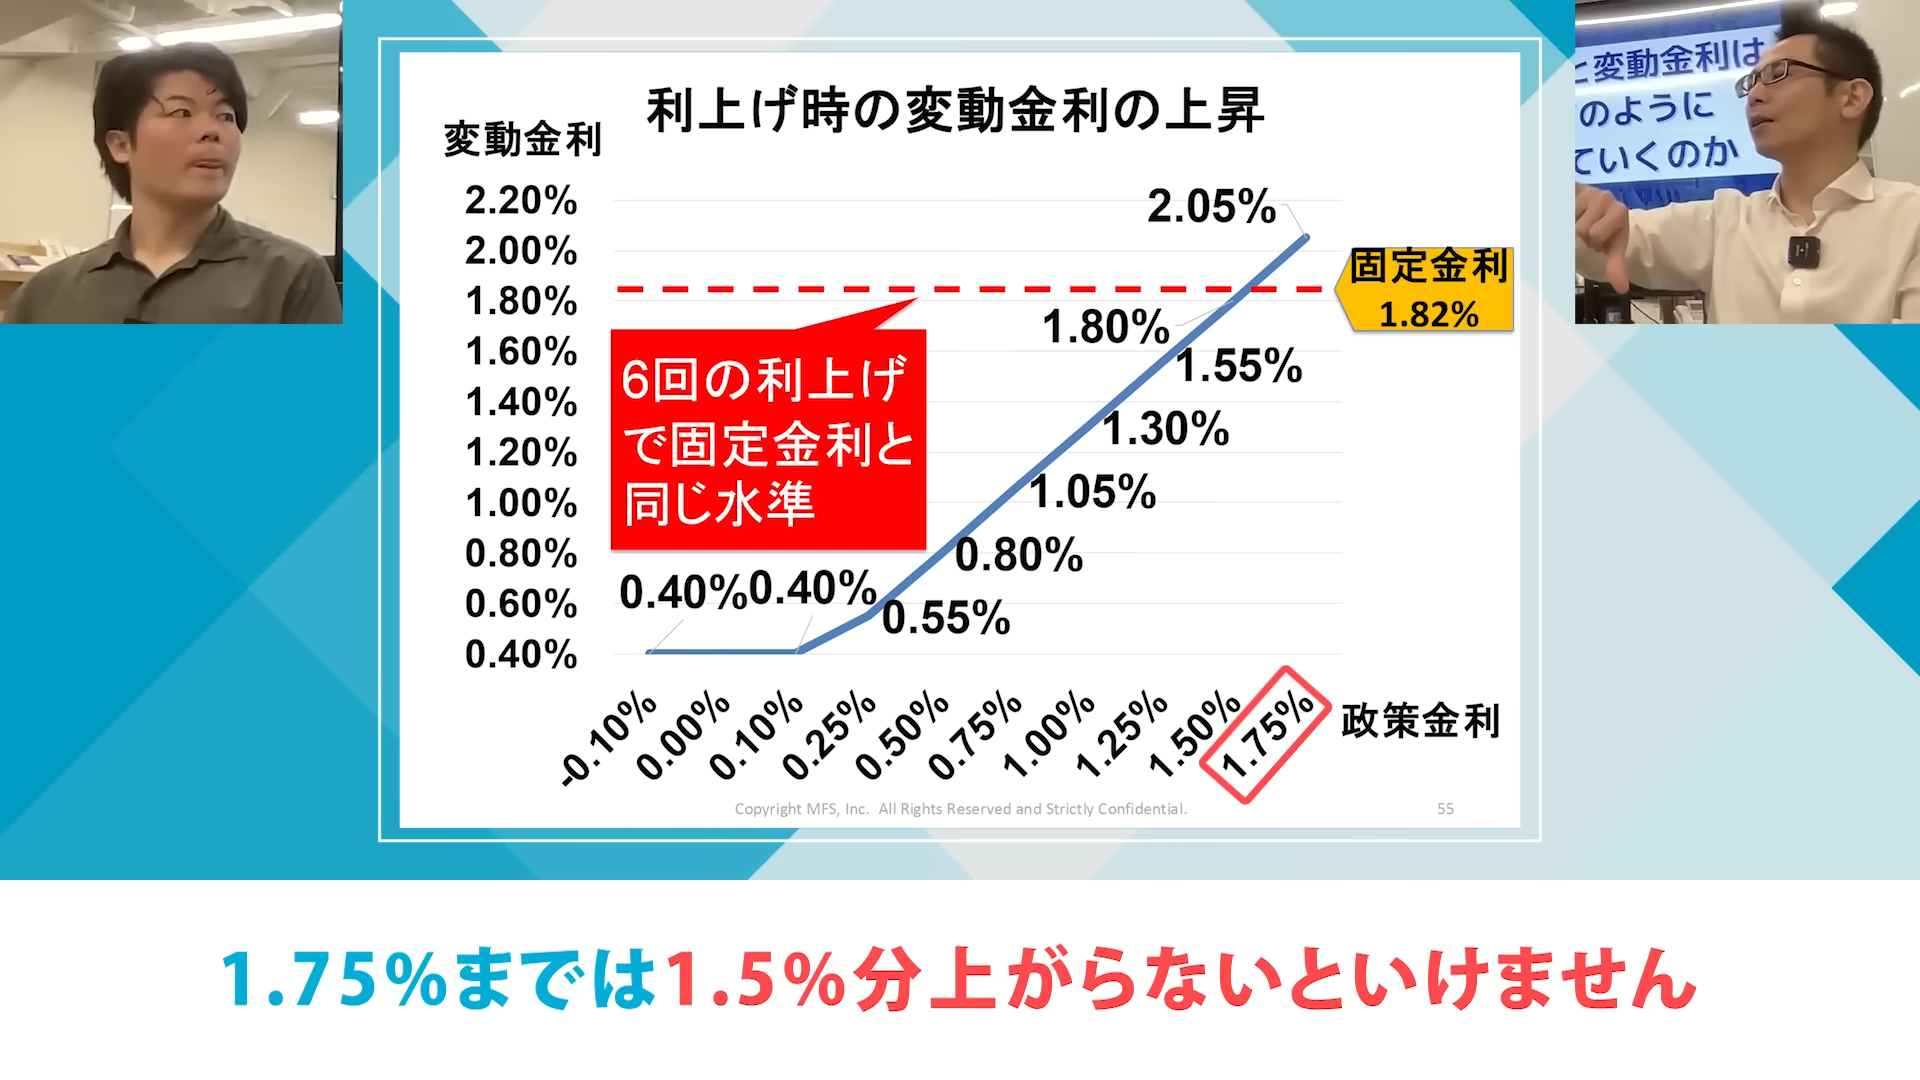 と変動金利は
のように
ていくのか
利上げ時の変動金利の上昇
変動金利
2.20%
2.00%
1.80%
1.60%
1.40%
1.20%
1.00%
0.80%
0.60%
0.40%
2.05%
1.80%
1.55%
1.30%
1.05%
0.80%
0.55%
0.40%
0.40%
固定金利
1.82%
6回の利上げ
で固定金利と
同じ水準
-0.10%
0.00%
0.10%
0.25%
0.50%
0.75%
1.00%
1.25%
1.50%
1.75%
政策金利
Copyright MFS, Inc. All Rights Reserved and Strictly Confidential.
55
1.75%までは1.5%分上がらないといけません